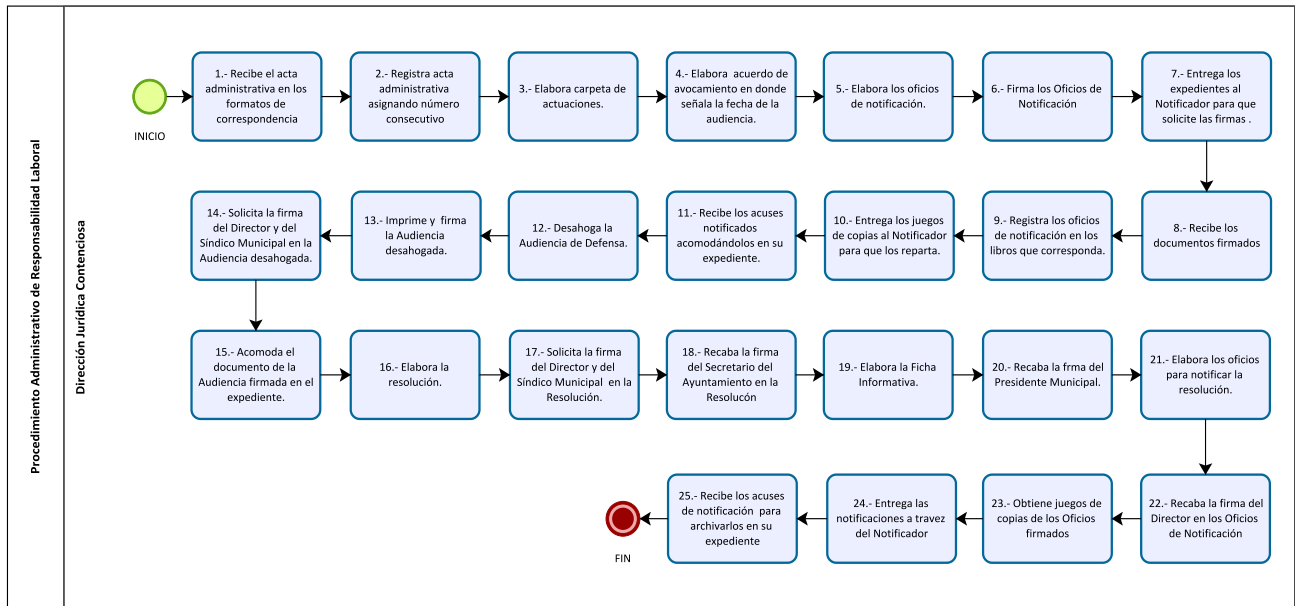 Procedimiento Administrativo de Responsabilidad Laboral
Dirección Jurídica Contenciosa
INICIO
1.- Recibe el acta
administrativa en los
formatos de
correspondencia
2.- Registra acta
administrativa
asignando número
consecutivo
3.- Elabora carpeta de
actuaciones.
4.- Elabora acuerdo de
avocamiento en donde
señala la fecha de la
audiencia.
5.- Elabora los oficios
de notificación.
6.- Firma los Oficios de
Notificación
7.- Entrega los
expedientes al
Notificador para que
solicite las firmas .
8.- Recibe los
documentos firmados
9.- Registra los oficios
de notificación en los
libros que corresponda.
10.- Entrega los juegos
de copias al Notificador
para que los reparta.
11.- Recibe los acuses
notificados
acomodándolos en su
expediente.
12.- Desahoga la
Audiencia de Defensa.
13.- Imprime y firma
la Audiencia
desahogada.
14.- Solicita la firma
del Director y del
Síndico Municipal en la
Audiencia desahogada.
15.- Acomoda el
documento de la
Audiencia firmada en el
expediente.
16.- Elabora la
resolución.
17.- Solicita la firma
del Director y del
Síndico Municipal en la
Resolución.
18.- Recaba la firma
del Secretario del
Ayuntamiento en la
Resolucón
19.- Elabora la Ficha
Informativa.
20.- Recaba la frma del
Presidente Municipal.
21.- Elabora los oficios
para notificar la
resolución.
22.- Recaba la firma del
Director en los Oficios
de Notificación
23.- Obtiene juegos de
copias de los Oficios
firmados
24.- Entrega las
notificaciones a travez
del Notificador
25.- Recibe los acuses
de notificación para
archivarlos en su
expediente
FIN